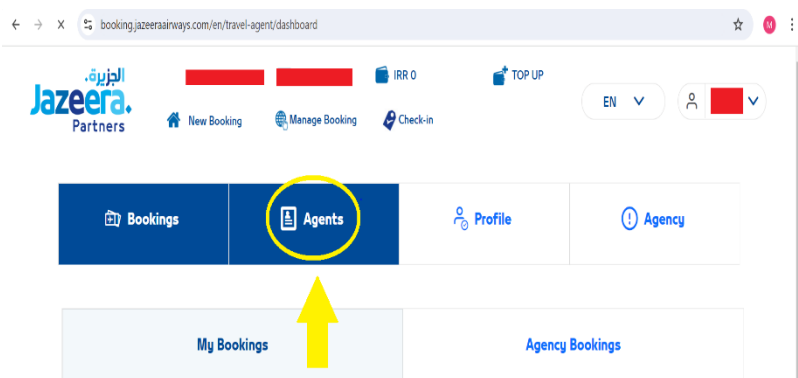 booking.jazeeraairways.com/en/travel-agent/dashboard
M
الجزيرة.
Jazeera.
Partners
IRR 0
TOP UP
EN
New Booking
Manage Booking
Check-in
Bookings
Agents
Profile
Agency
My Bookings
Agency Bookings